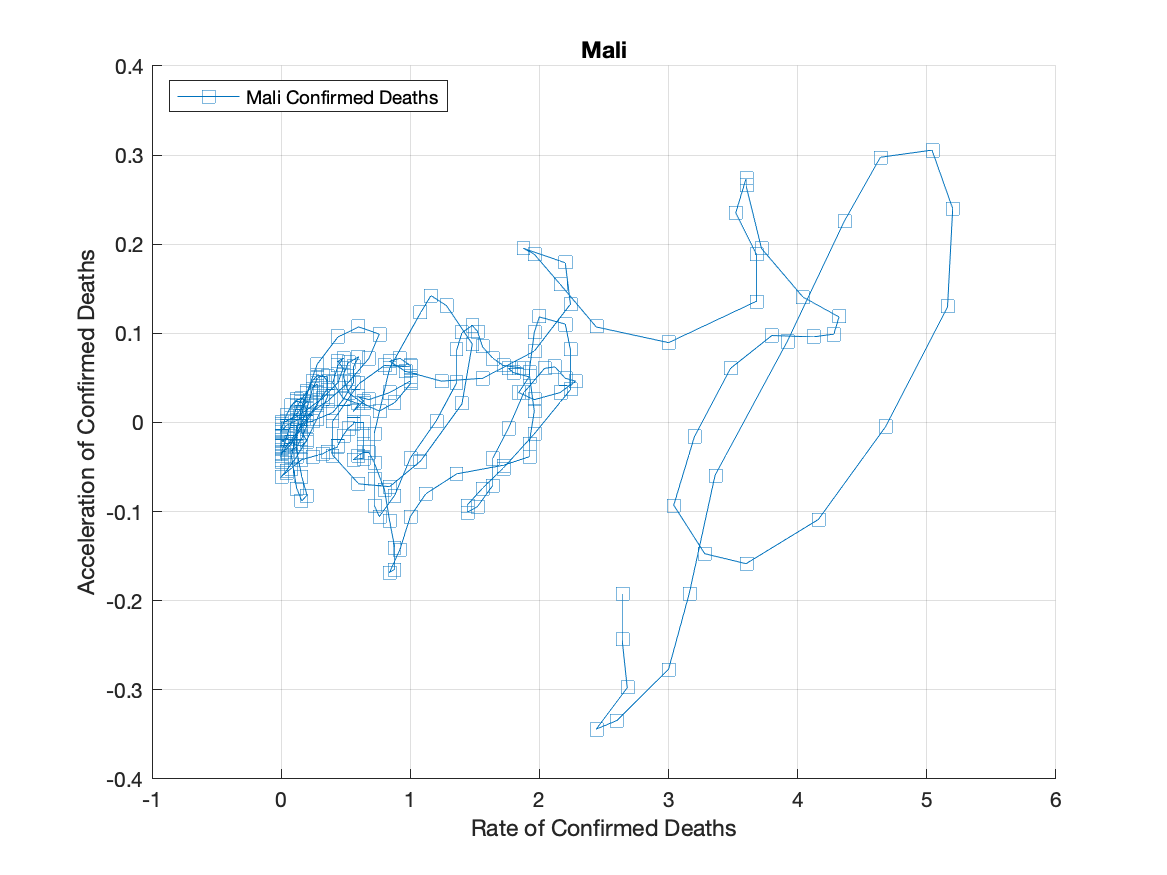 Mali
Mali Confirmed Deaths
0.4
0.3
0.2
0.1
0
-0.1
-0.2
-0.3
-0.4
Acceleration of Confirmed Deaths
-1 0 1 2 3 4 5 6
Rate of Confirmed Deaths